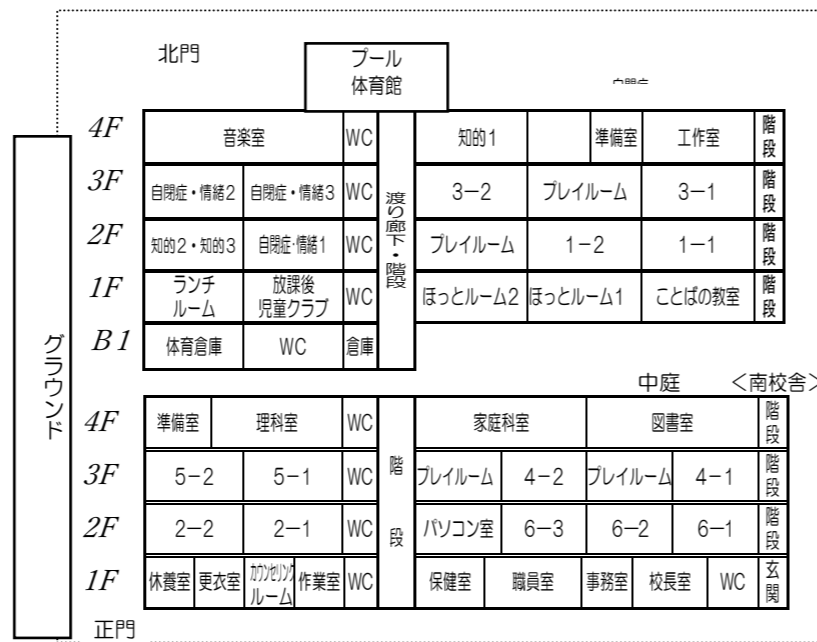 北門
プール
体育館
4F 音楽室 WC 知的1 準備室 工作室 階段
3F 自閉症・情緒2 自閉症・情緒3 WC 3−2 プレイルーム 3−1 階段
2F 知的2・知的3 自閉症・情緒1 WC プレイルーム 1−2 1−1 階段
1F ランチルーム 放課後児童クラブ WC ほっとルーム2 ほっとルーム1 ことばの教室 階段
B1 体育倉庫 WC 倉庫
渡り廊下・階段
グラウンド
中庭 <南校舎>
4F 準備室 理科室 WC 家庭科室 図書室 階段
3F 5−2 5−1 WC プレイルーム 4−2 プレイルーム 4−1 階段
2F 2−2 2−1 WC パソコン室 6−3 6−2 6−1 階段
1F 休養室 更衣室 カウンセリングルーム 作業室 WC 保健室 職員室 事務室 校長室 WC 玄関
階段
正門